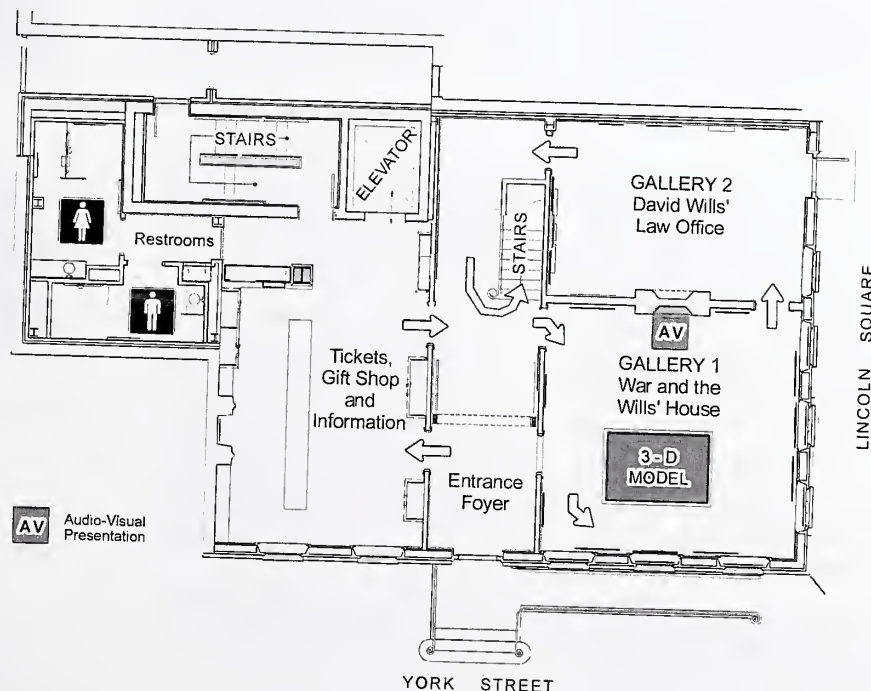 STAIRS
ELEVATOR
Restrooms
STAIRS
GALLERY 2
David Wills'
Law Office
Tickets,
Gift Shop
and
Information
AV
GALLERY 1
War and the
Wills' House
3-D
MODEL
Entrance
Foyer
AV
Audio-Visual
Presentation
LINCOLN SQUARE
YORK STREET